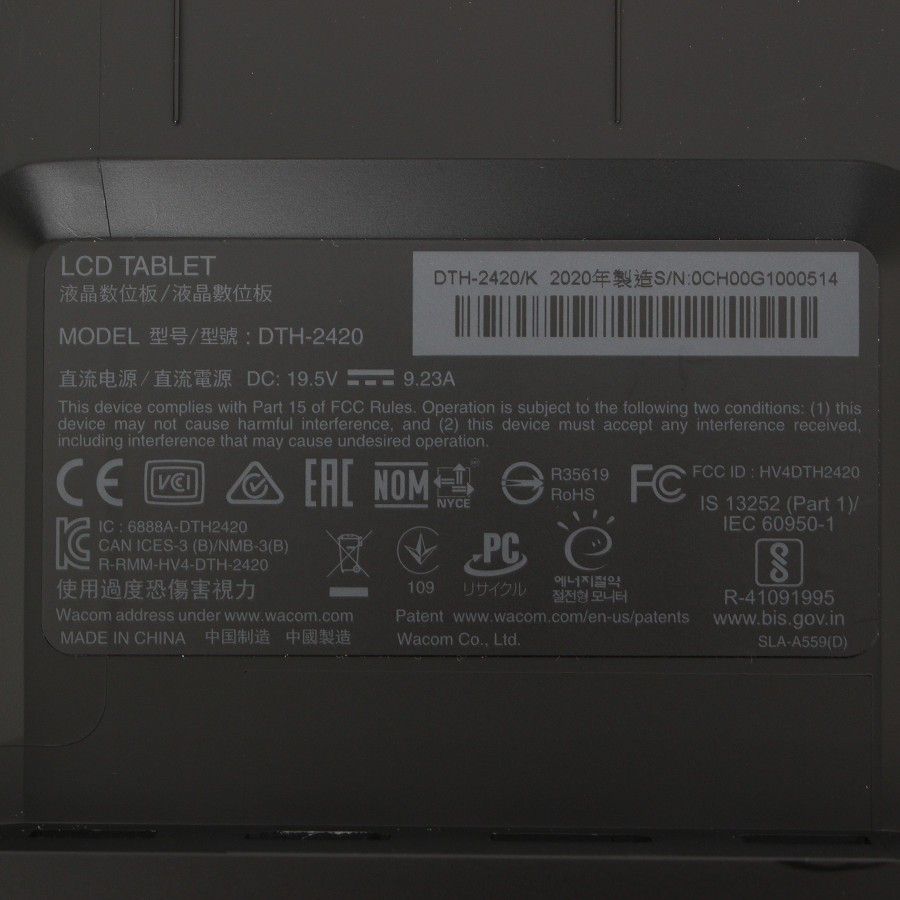 LCD TABLET
液晶数位板/液晶數位板
MODEL 型号/型號 : DTH-2420
DTH-2420/K 2020年製造S/N:0CH00G1000514
直流电源/直流電源 DC: 19.5V 9.23A
This device complies with Part 15 of FCC Rules. Operation is subject to the following two conditions: (1) this
device may not cause harmful interference, and (2) this device must accept any interference received,
including interference that may cause undesired operation.
CE VCI EAC NOM NYCE
R35619
RoHS
FC FCC ID : HV4DTH2420
IS 13252 (Part 1)/
IEC 60950-1
R-41091995
www.bis.gov.in
IC : 6888A-DTH2420
CAN ICES-3 (B)/NMB-3(B)
R-RMM-HV4-DTH-2420
109
PC
リサイクル
e
에너지절약
절전형 모니터
使用過度恐傷害視力
Wacom address under www.wacom.com Patent www.wacom.com/en-us/patents
MADE IN CHINA 中国制造 中國製造 Wacom Co., Ltd. SLA-A559(D)